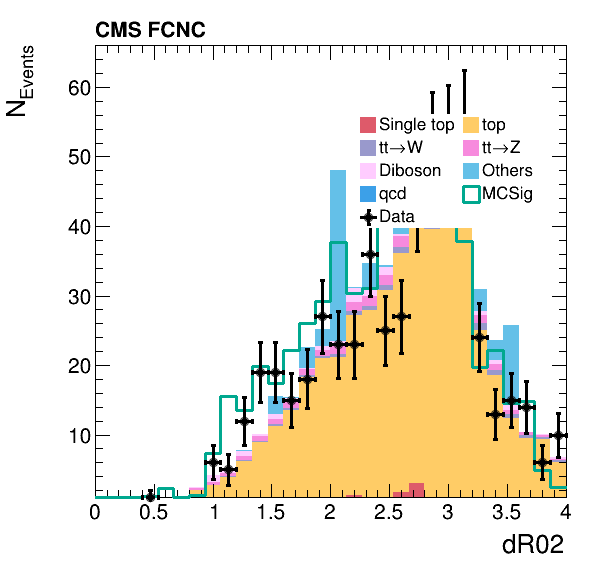 CMS FCNC
N_Events
60
50
40
30
20
10
Single top top
tt→W tt→Z
Diboson Others
qcd MCSig
Data
0 0.5 1 1.5 2 2.5 3 3.5 4
dR02